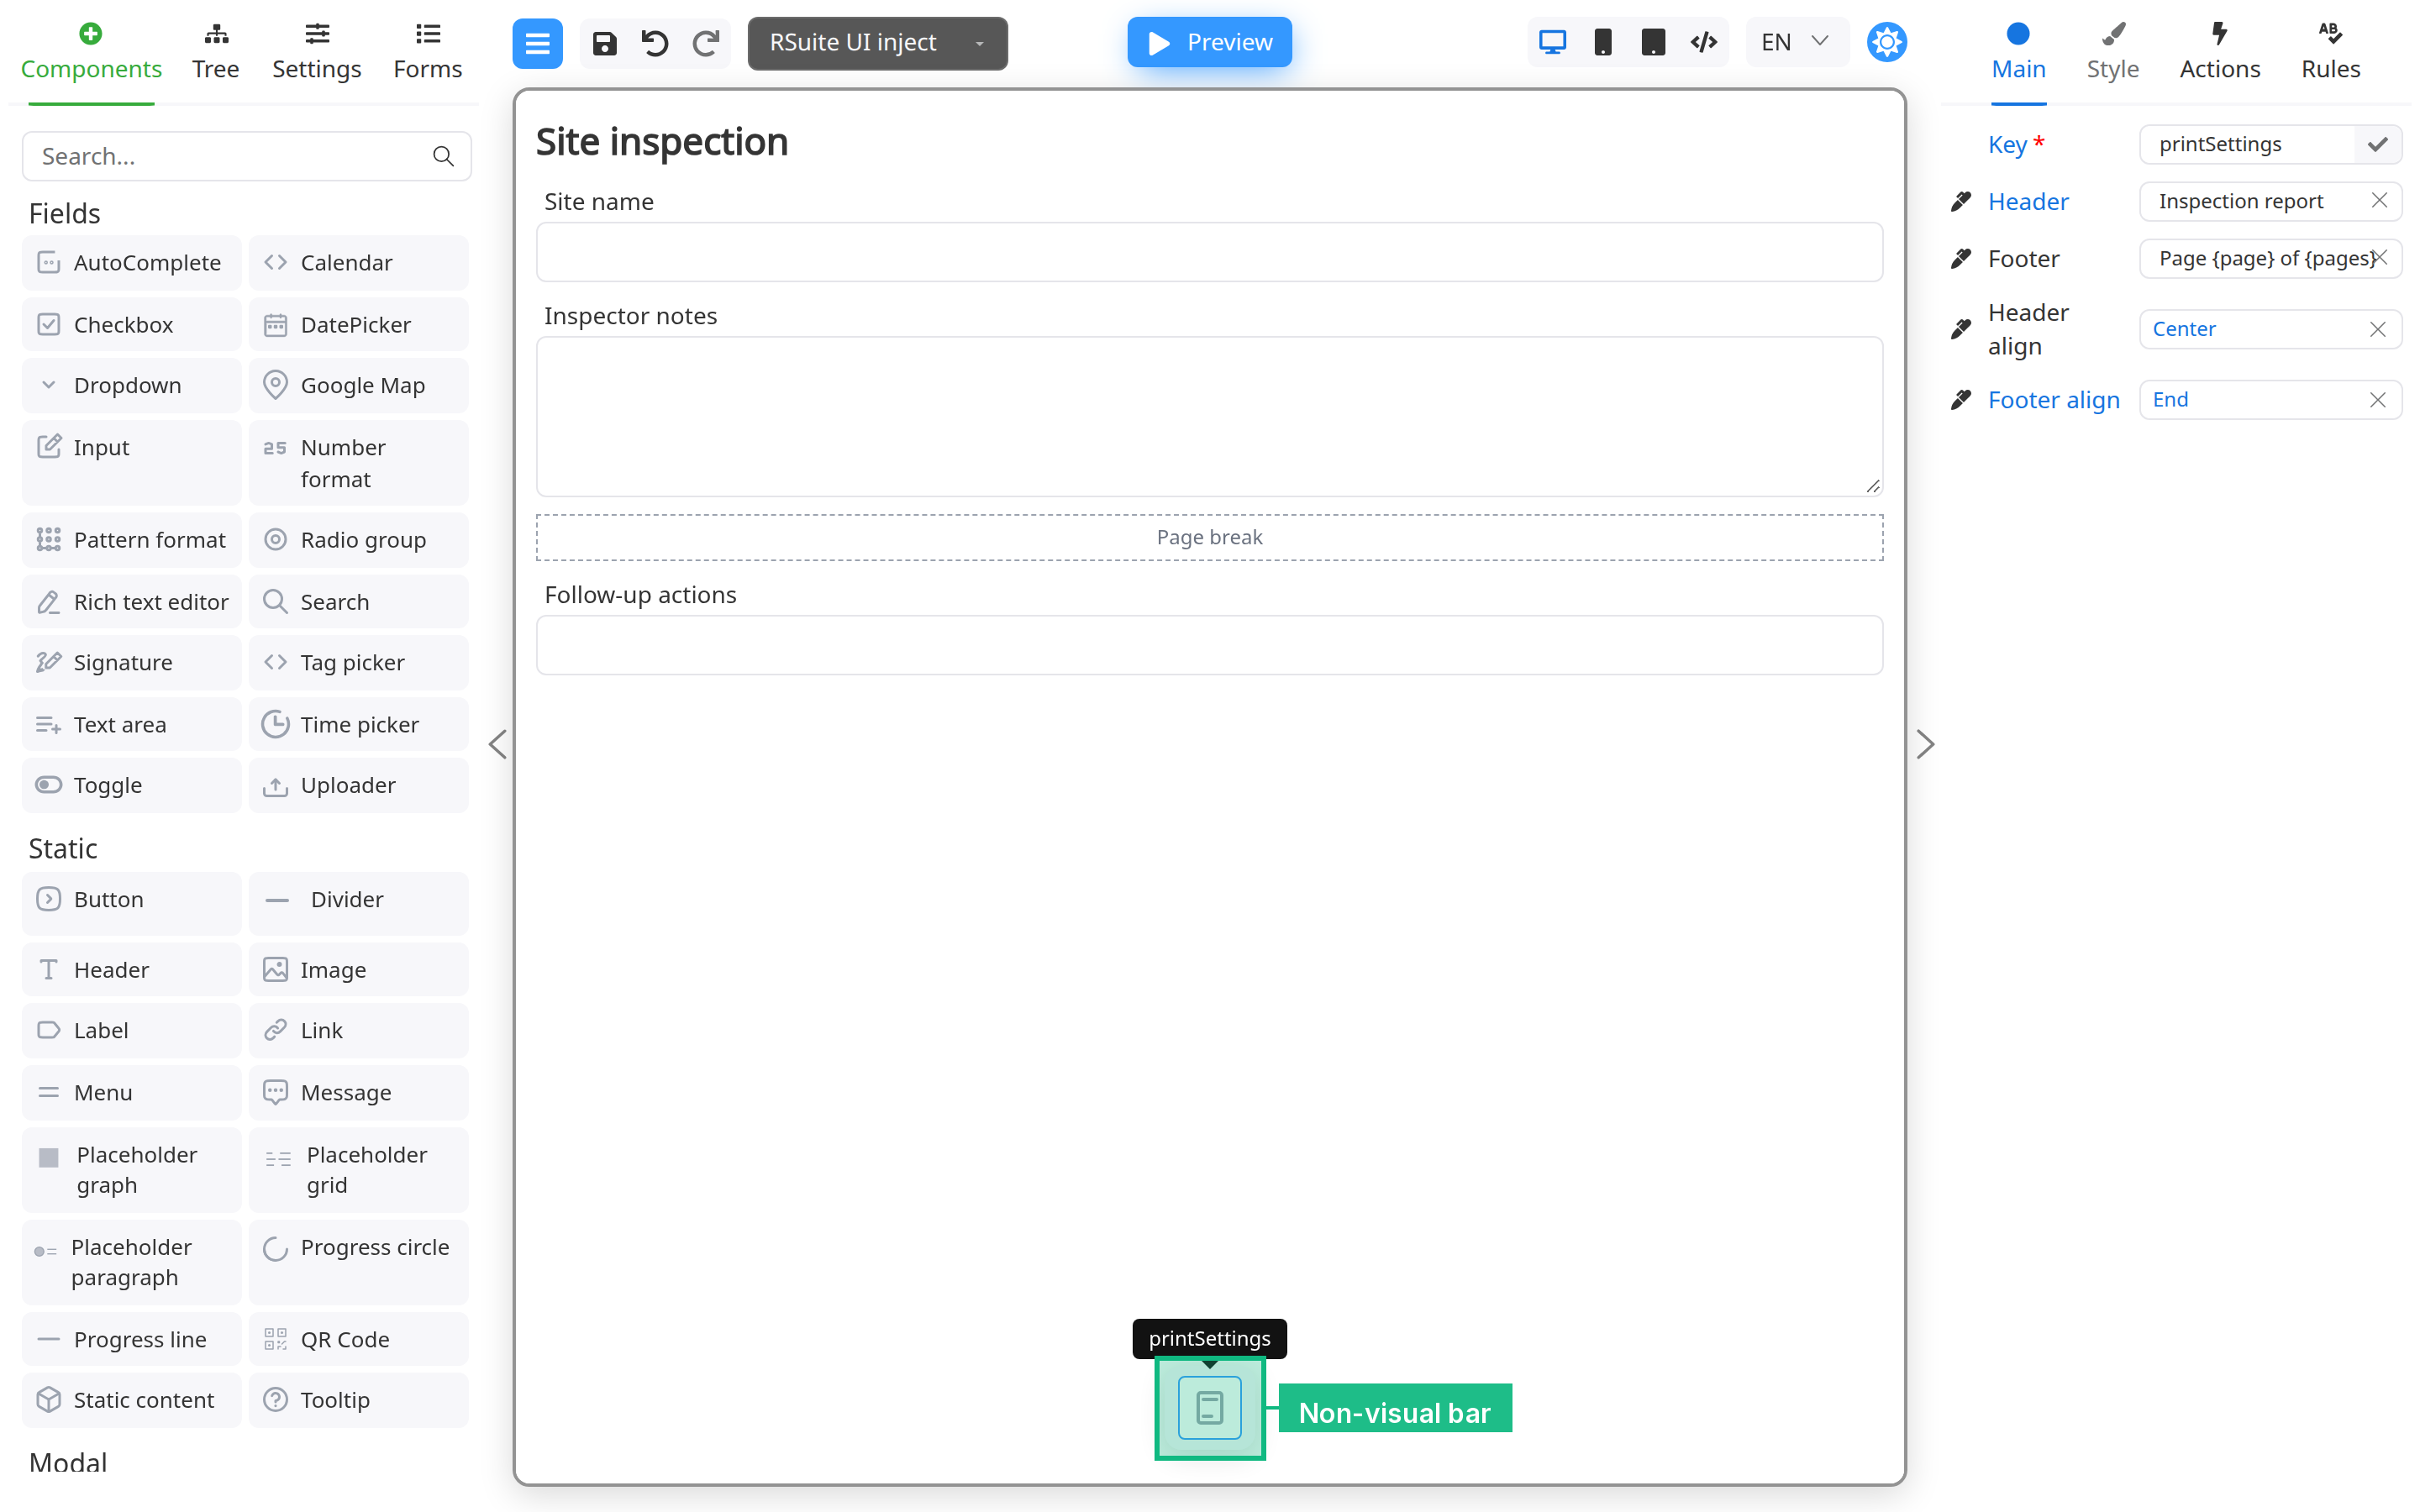 Components
Tree
Settings
Forms
RSuite UI inject
Preview
EN
Main
Style
Actions
AB
Rules
Search...
Fields
AutoComplete
Calendar
Checkbox
DatePicker
Dropdown
Google Map
Input
25
Number
format
Pattern format
Radio group
Rich text editor
Search
Signature
Tag picker
Text area
Time picker
Toggle
Uploader
Static
Button
Divider
Header
Image
Label
Link
Menu
Message
Placeholder
graph
Placeholder
grid
Placeholder
paragraph
Progress circle
Progress line
QR Code
Static content
Tooltip
Modal
Site inspection
Site name
Inspector notes
Page break
Follow-up actions
printSettings
Non-visual bar
Key *
printSettings
Header
Inspection report
Footer
Page {page} of {pages}
Header
align
Center
Footer align
End